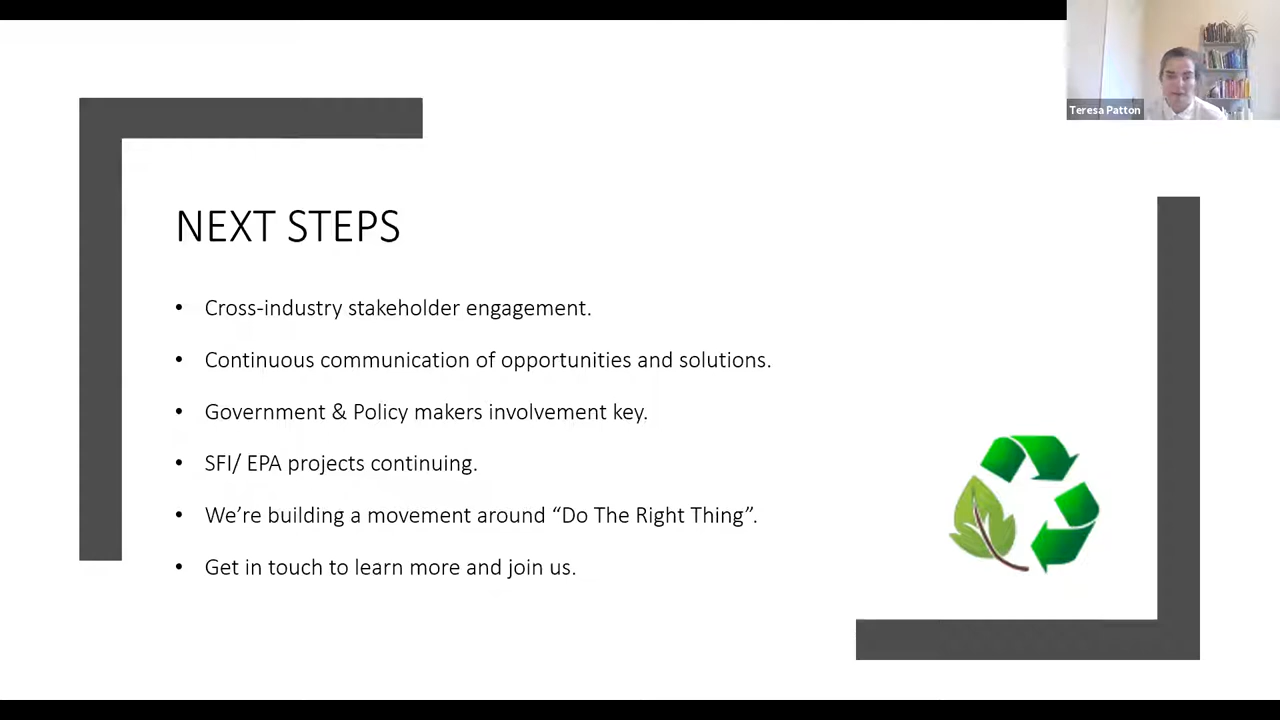 Teresa Patton
NEXT STEPS
• Cross-industry stakeholder engagement.
• Continuous communication of opportunities and solutions.
• Government & Policy makers involvement key.
• SFI/ EPA projects continuing.
• We’re building a movement around “Do The Right Thing”.
• Get in touch to learn more and join us.